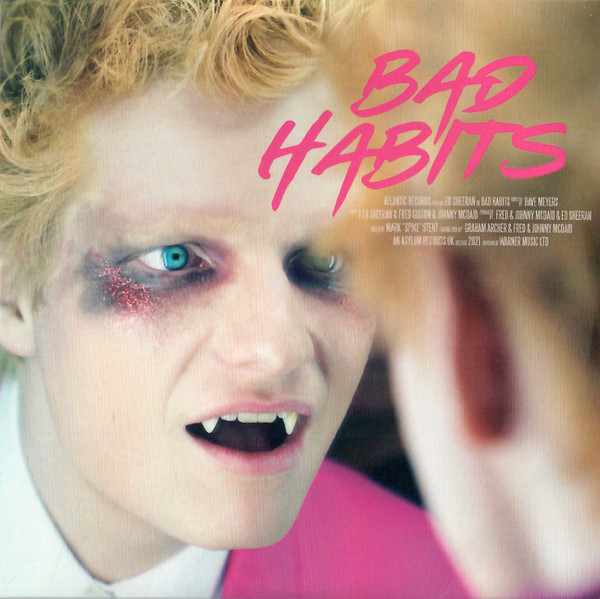 BAD
HABITS
ATLANTIC RECORDS ED SHEERAN BAD HABITS DAVE MEYERS
ED SHEERAN & FRED GIBSON & JOHNNY MCDAID FRED & JOHNNY MCDAID & ED SHEERAN
MARK "SPIKE" STENT GRAHAM ARCHER & FRED & JOHNNY MCDAID
AN ASYLUM RECORDS UK RELEASE 2021 WARNER MUSIC LTD